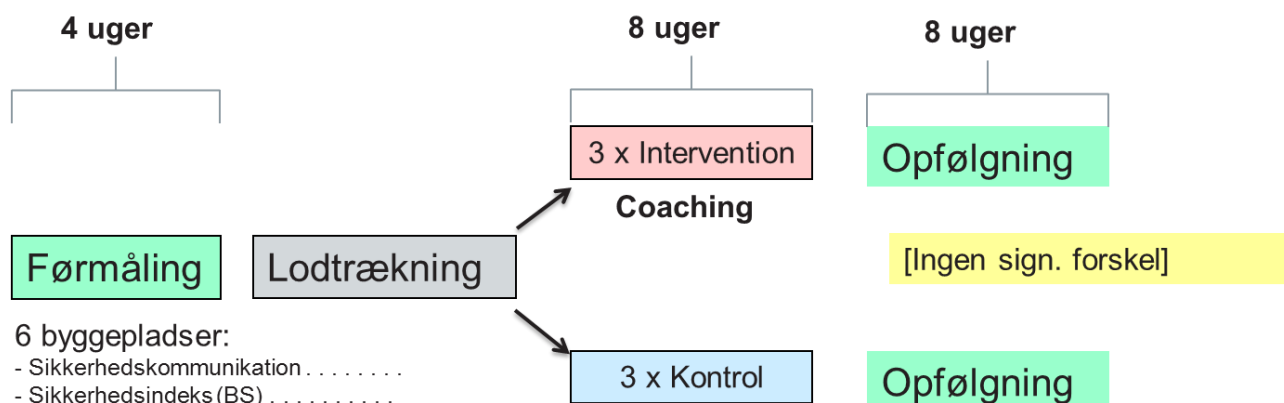 4 uger
8 uger
8 uger
3 x Intervention
Opfølgning
Coaching
Førmåling
Lodtrækning
[Ingen sign. forskel]
6 byggepladser:
- Sikkerhedskommunikation . . . . . . . .
- Sikkerhedsindeks (BS) . . . . . . . . . .
3 x Kontrol
Opfølgning